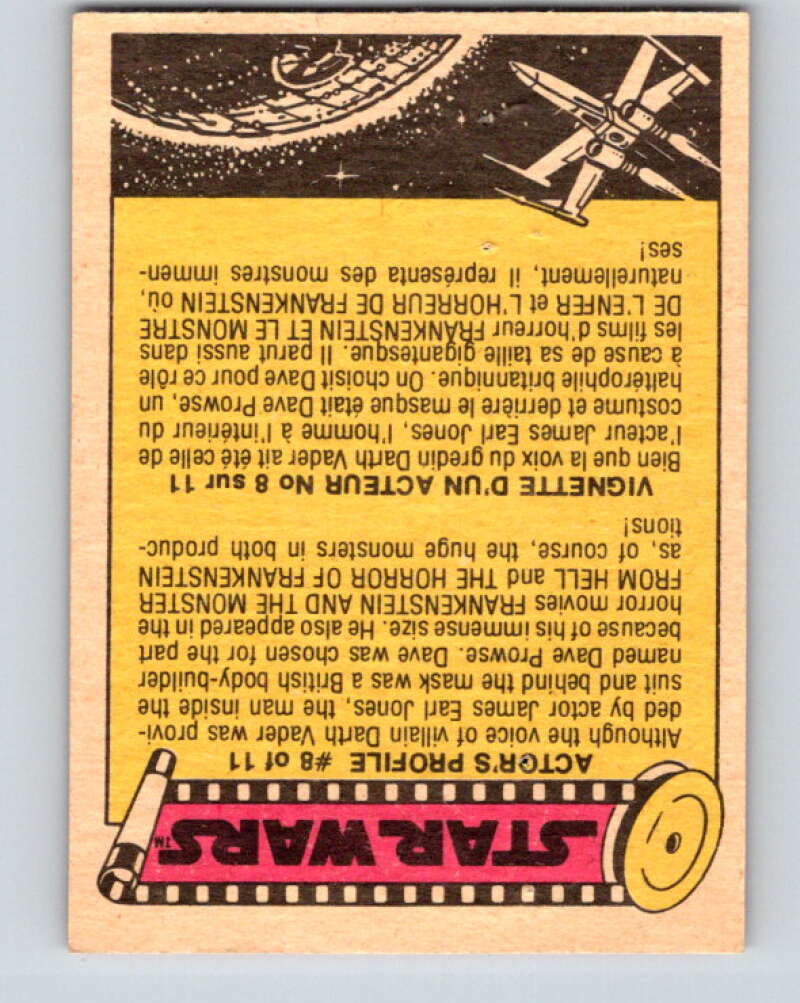 STAR WARS™
ACTOR'S PROFILE #8 of 11
Although the voice of villain Darth Vader was provi-
ded by actor James Earl Jones, the man inside the
suit and behind the mask was a British body-builder
named Dave Prowse. Dave was chosen for the part
because of his immense size. He also appeared in the
horror movies FRANKENSTEIN AND THE MONSTER
FROM HELL and THE HORROR OF FRANKENSTEIN
as, of course, the huge monsters in both produc-
tions!
VIGNETTE D'UN ACTEUR No 8 sur 11
Bien que la voix du gredin Darth Vader ait été celle de
l'acteur James Earl Jones, l'homme à l'intérieur du
costume et derrière le masque était Dave Prowse, un
haltérophile britannique. On choisit Dave pour ce rôle
à cause de sa taille gigantesque. Il parut aussi dans
les films d'horreur FRANKENSTEIN ET LE MONSTRE
DE L'ENFER et L'HORREUR DE FRANKENSTEIN où,
naturellement, il représenta des monstres immen-
ses!